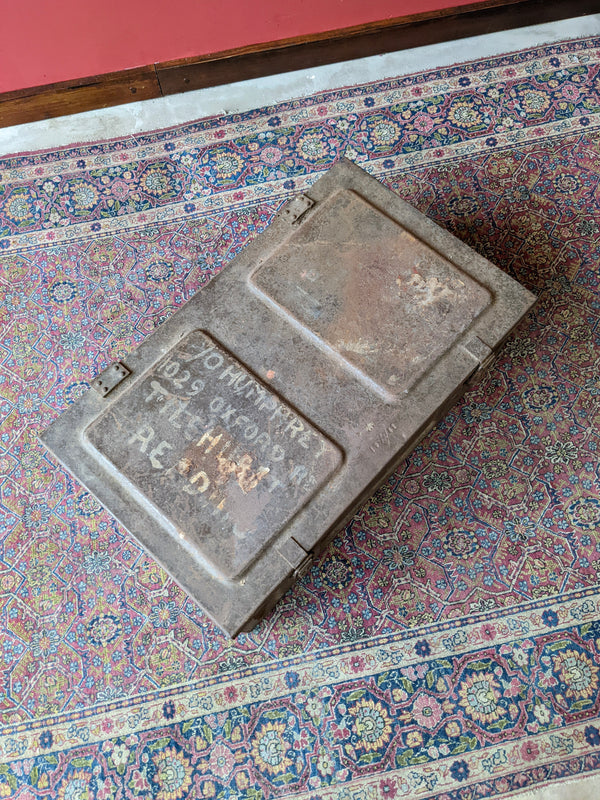 C/O HUMPHREY
1029 OXFORD RD
TILEHURST
READING